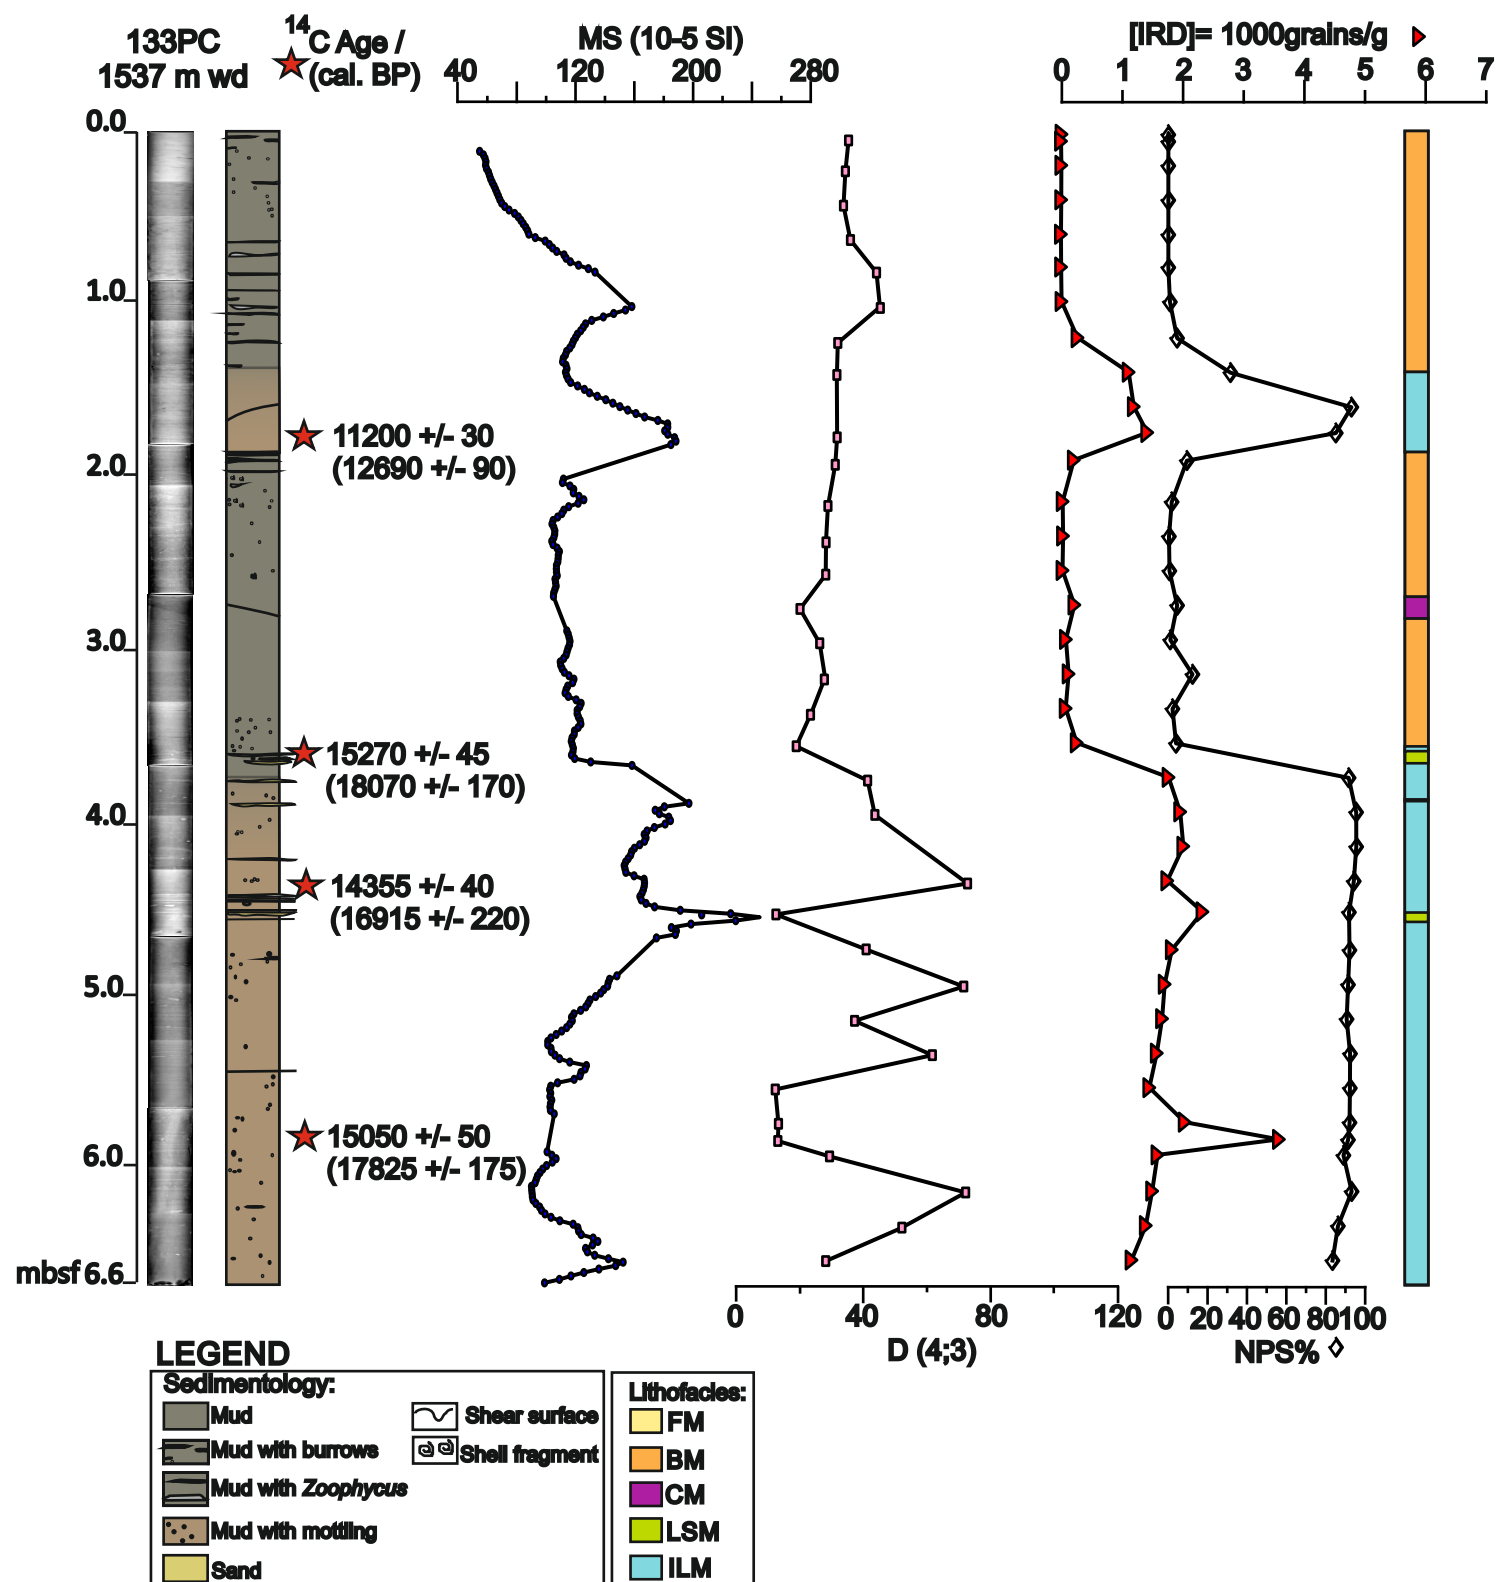 133PC
1537 m wd
14C Age /
(cal. BP)
MS (10-5 SI)
40 120 200 280
[IRD]= 1000grains/g
0 1 2 3 4 5 6 7
0.0
1.0
11200 +/- 30
(12690 +/- 90)
2.0
3.0
15270 +/- 45
(18070 +/- 170)
4.0
14355 +/- 40
(16915 +/- 220)
5.0
15050 +/- 50
(17825 +/- 175)
6.0
mbsf 6.6
0 40 80 120
D (4;3)
0 20 40 60 80 100
NPS%
LEGEND
Sedimentology:
Mud
Mud with burrows
Mud with Zoophycus
Mud with mottling
Sand
Shear surface
Shell fragment
Lithofacies:
FM
BM
CM
LSM
ILM